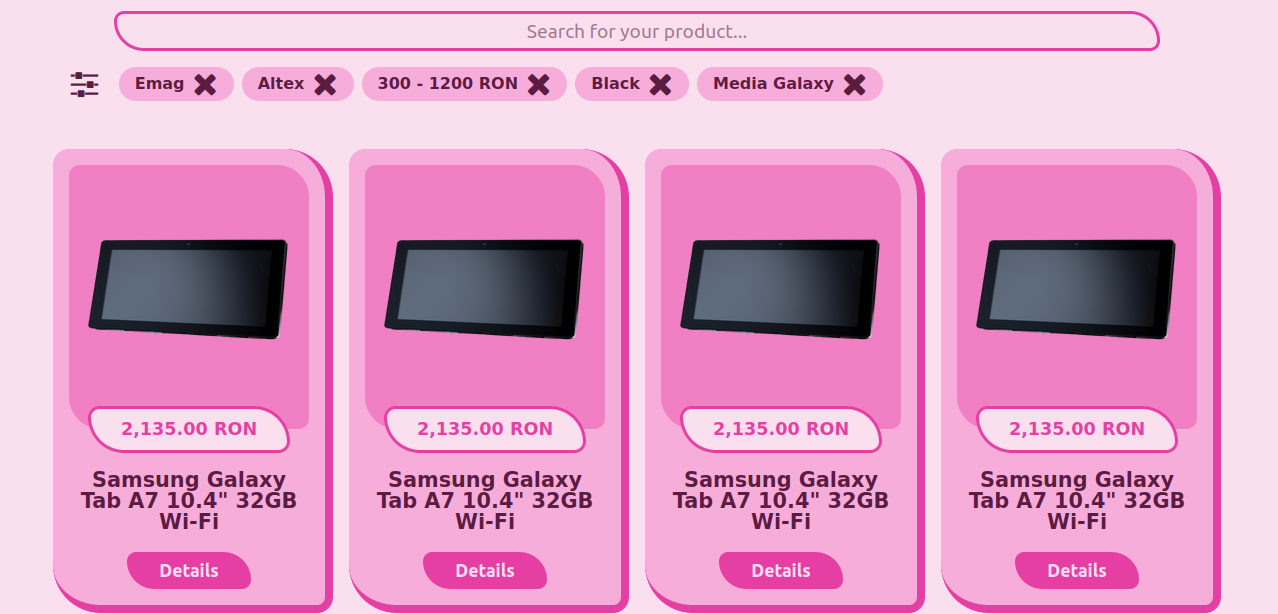 Search for your product...
Emag
Altex
300 - 1200 RON
Black
Media Galaxy
2,135.00 RON
Samsung Galaxy
Tab A7 10.4" 32GB
Wi-Fi
Details
2,135.00 RON
Samsung Galaxy
Tab A7 10.4" 32GB
Wi-Fi
Details
2,135.00 RON
Samsung Galaxy
Tab A7 10.4" 32GB
Wi-Fi
Details
2,135.00 RON
Samsung Galaxy
Tab A7 10.4" 32GB
Wi-Fi
Details